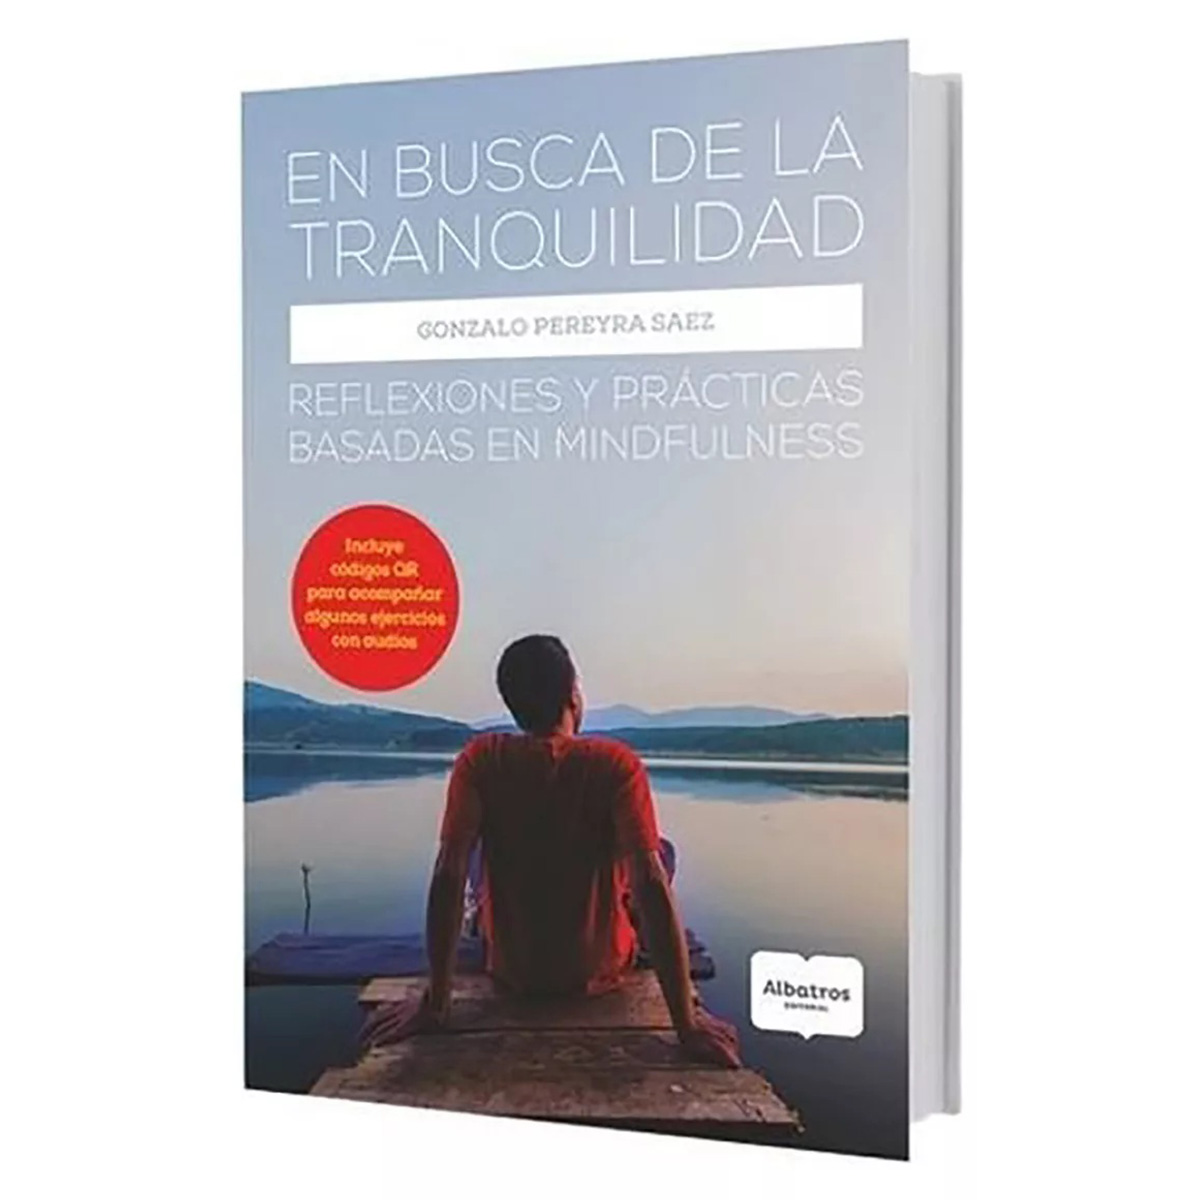 EN BUSCA DE LA
TRANQUILIDAD
GONZALO PEREYRA SAEZ
REFLEXIONES Y PRÁCTICAS
BASADAS EN MINDFULNESS
Incluye
códigos QR
para acompañar
algunos ejercicios
con audios
Albatros
EDITORIAL